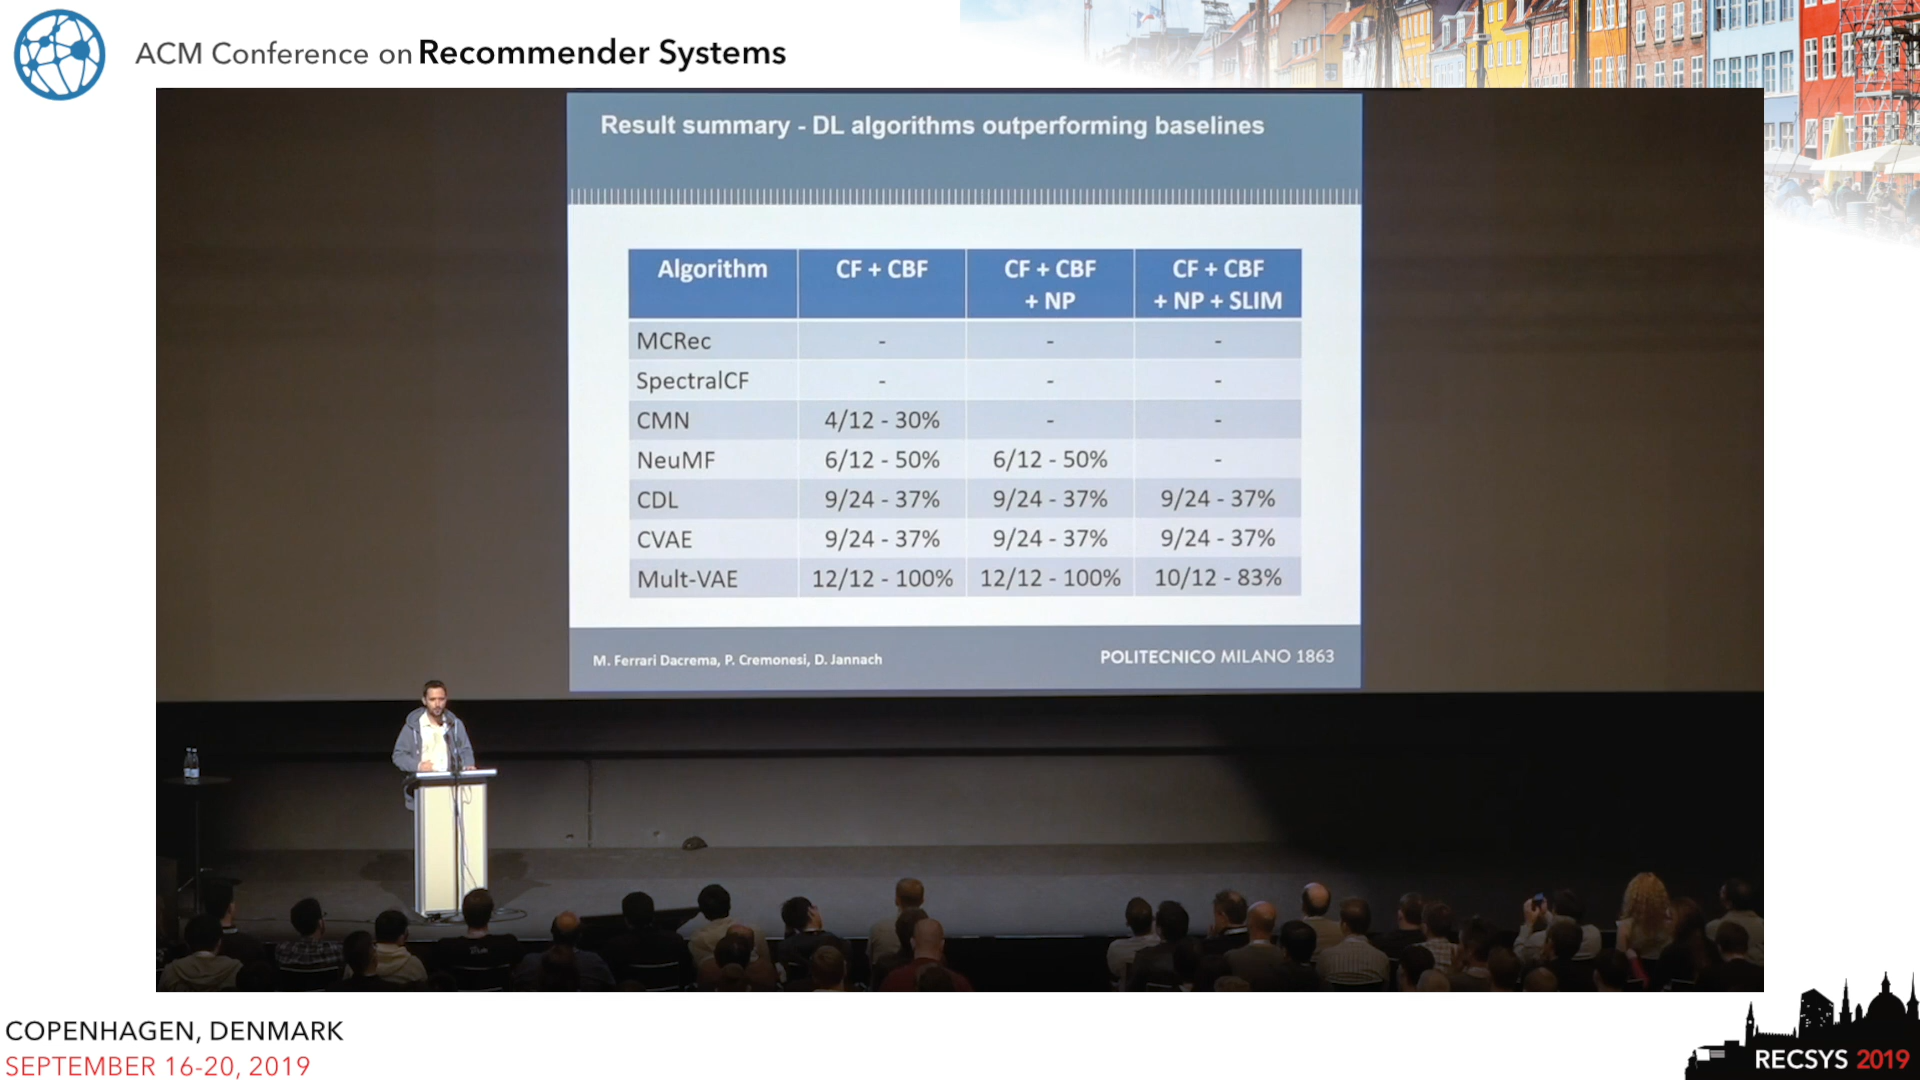 ACM Conference on Recommender Systems
Result summary - DL algorithms outperforming baselines
Algorithm CF + CBF CF + CBF + NP CF + CBF + NP + SLIM
MCRec - - -
SpectralCF - - -
CMN 4/12 - 30% - -
NeuMF 6/12 - 50% 6/12 - 50% -
CDL 9/24 - 37% 9/24 - 37% 9/24 - 37%
CVAE 9/24 - 37% 9/24 - 37% 9/24 - 37%
Mult-VAE 12/12 - 100% 12/12 - 100% 10/12 - 83%
M. Ferrari Dacrema, P. Cremonesi, D. Jannach
POLITECNICO MILANO 1863
COPENHAGEN, DENMARK
SEPTEMBER 16-20, 2019
RECSYS 2019